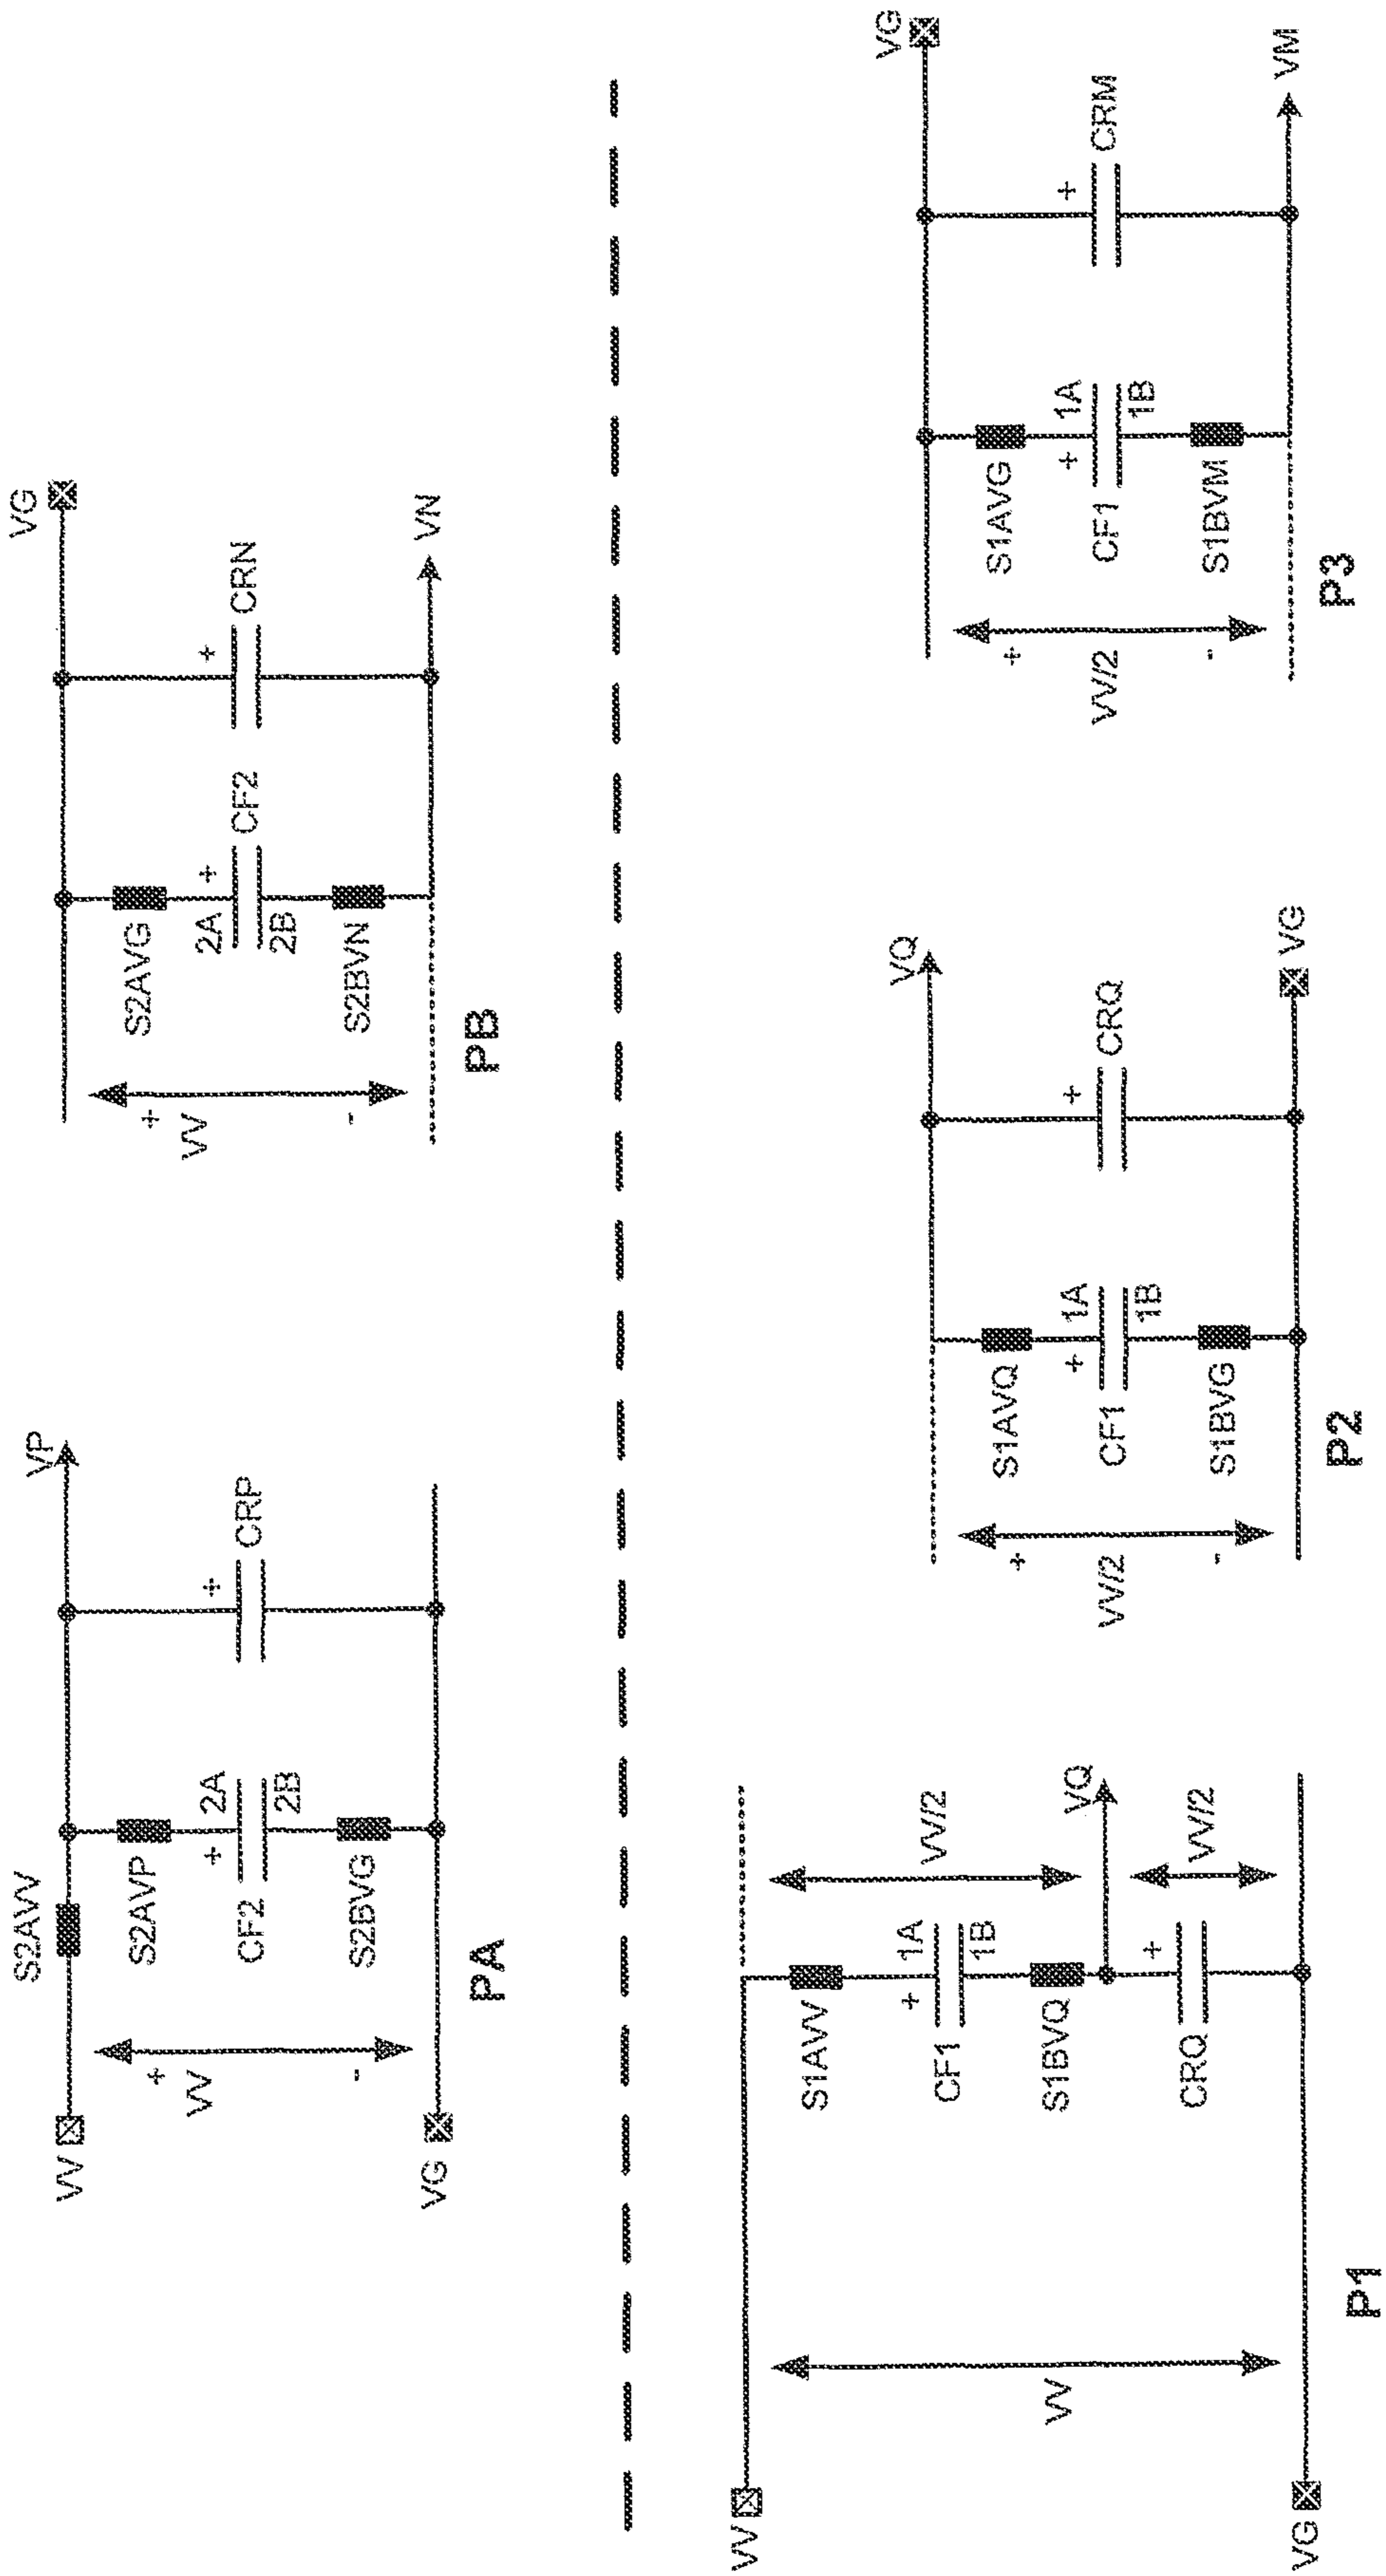 VV
VG
S2AVV
S2AVP
+
CF2
2A
2B
S2BVG
+
VV
-
VP
+
CRP
PA
VG
S2AVG
2A
+
CF2
2B
S2BVN
+
VV
-
+
CRN
VN
PB
VV
VG
VV
S1AVV
+
1A
CF1
1B
S1BVQ
VV/2
VQ
+
CRQ
VV/2
P1
VQ
S1AVQ
+
1A
CF1
1B
S1BVG
+
VV/2
-
+
CRQ
VG
P2
VG
S1AVG
+
1A
CF1
1B
S1BVM
+
VV/2
-
+
CRM
VM
P3